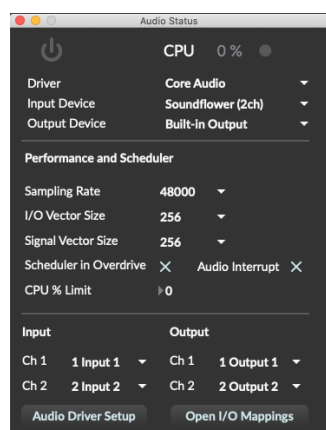 Audio Status
CPU 0 %
Driver Core Audio
Input Device Soundflower (2ch)
Output Device Built-in Output
Performance and Scheduler
Sampling Rate 48000
I/O Vector Size 256
Signal Vector Size 256
Scheduler in Overdrive Audio Interrupt
CPU % Limit 0
Input Output
Ch 1 1 Input 1 Ch 1 1 Output 1
Ch 2 2 Input 2 Ch 2 2 Output 2
Audio Driver Setup Open I/O Mappings